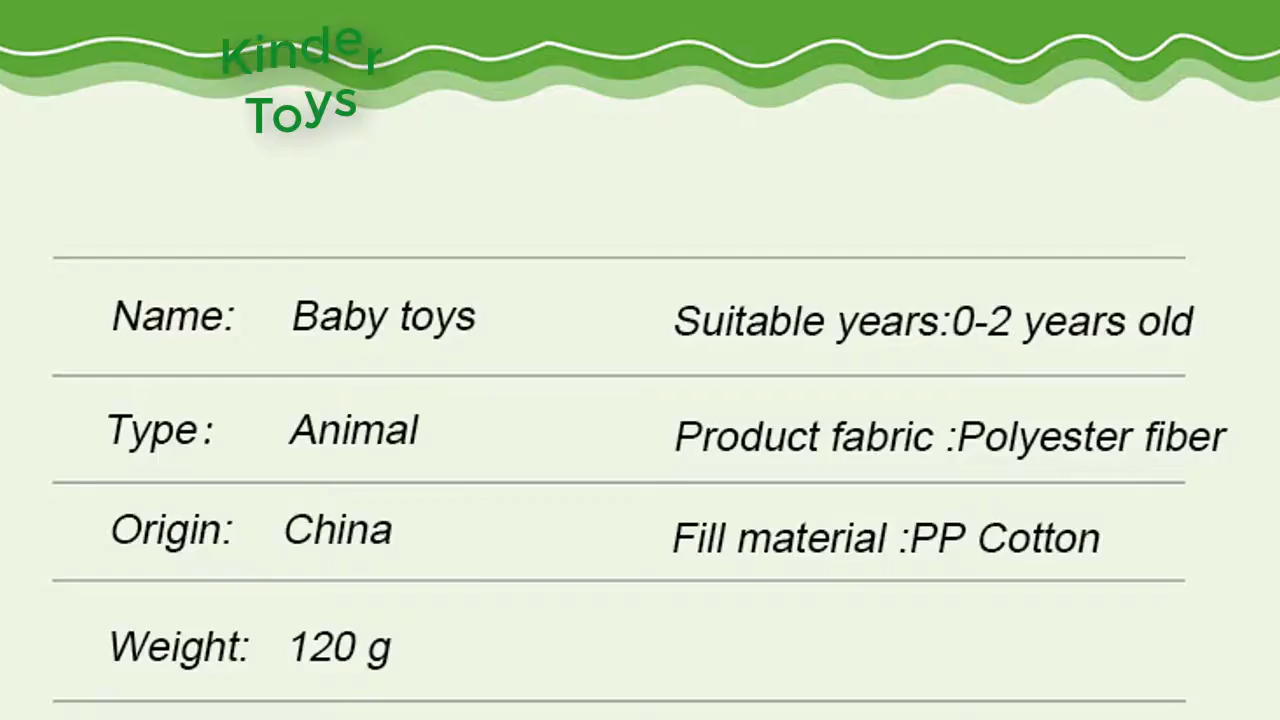 Kinder
Toys
Name: Baby toys Suitable years:0-2 years old
Type: Animal Product fabric :Polyester fiber
Origin: China Fill material :PP Cotton
Weight: 120 g